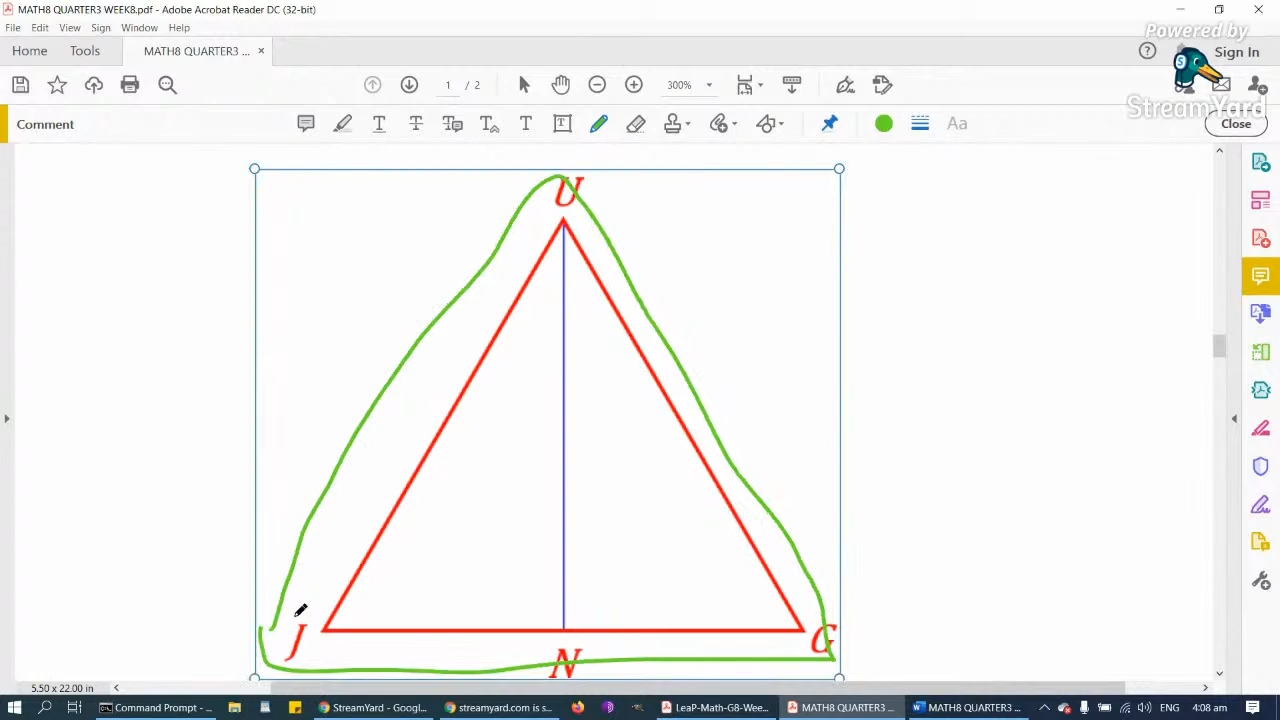 MATH8 QUARTER3 WEEK8.pdf - Adobe Acrobat Reader DC (32-bit)
File Edit View Sign Window Help
Powered by
StreamYard
Home Tools MATH8 QUARTER3 ... × Sign In
1 / 2 300%
Comment Aa Close
U
J
G
N
5.50 x 22.00 in
Command Prompt - StreamYard - Googl... streamyard.com is s... LeaP-Math-G8-Wee... MATH8 QUARTER3 ... MATH8 QUARTER3 W... ENG 4:08 am